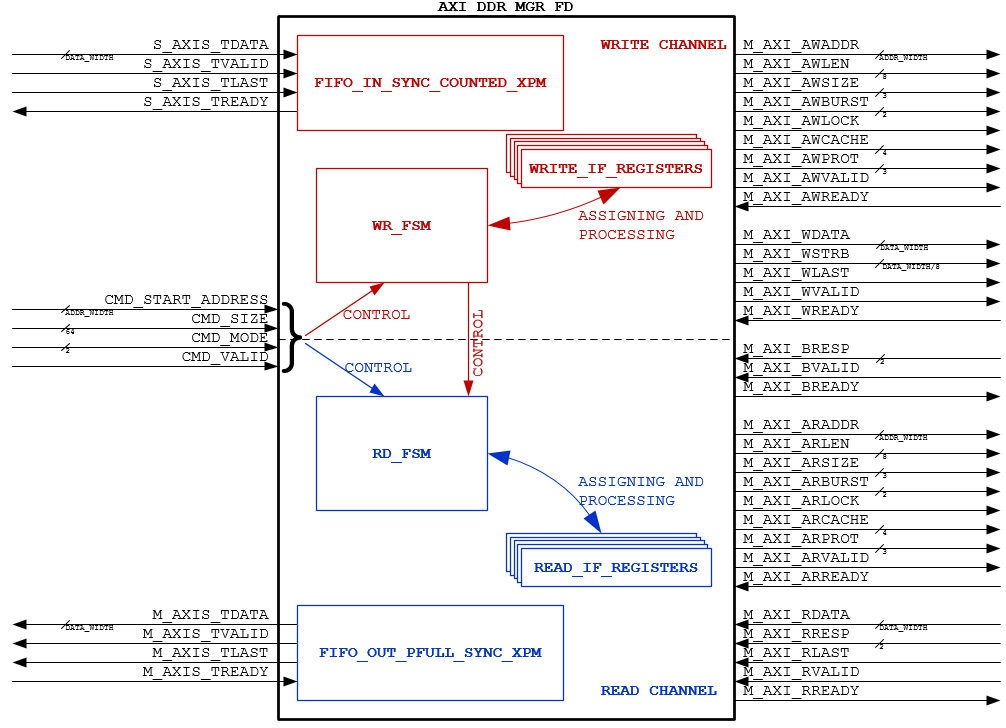 AXI_DDR_MGR_FD
S_AXIS_TDATA
DATA_WIDTH
S_AXIS_TVALID
S_AXIS_TLAST
S_AXIS_TREADY
FIFO_IN_SYNC_COUNTED_XPM
WRITE CHANNEL
WRITE_IF_REGISTERS
WR_FSM
ASSIGNING AND
PROCESSING
CMD_START_ADDRESS
ADDR_WIDTH
CMD_SIZE
64
CMD_MODE
2
CMD_VALID
CONTROL
CONTROL
CONTROL
RD_FSM
ASSIGNING AND
PROCESSING
READ_IF_REGISTERS
M_AXIS_TDATA
DATA_WIDTH
M_AXIS_TVALID
M_AXIS_TLAST
M_AXIS_TREADY
FIFO_OUT_PFULL_SYNC_XPM
READ CHANNEL
M_AXI_AWADDR
ADDR_WIDTH
M_AXI_AWLEN
8
M_AXI_AWSIZE
3
M_AXI_AWBURST
2
M_AXI_AWLOCK
M_AXI_AWCACHE
4
M_AXI_AWPROT
3
M_AXI_AWVALID
M_AXI_AWREADY
M_AXI_WDATA
DATA_WIDTH
M_AXI_WSTRB
DATA_WIDTH/8
M_AXI_WLAST
M_AXI_WVALID
M_AXI_WREADY
M_AXI_BRESP
2
M_AXI_BVALID
M_AXI_BREADY
M_AXI_ARADDR
ADDR_WIDTH
M_AXI_ARLEN
8
M_AXI_ARSIZE
3
M_AXI_ARBURST
2
M_AXI_ARLOCK
M_AXI_ARCACHE
4
M_AXI_ARPROT
3
M_AXI_ARVALID
M_AXI_ARREADY
M_AXI_RDATA
DATA_WIDTH
M_AXI_RRESP
2
M_AXI_RLAST
M_AXI_RVALID
M_AXI_RREADY